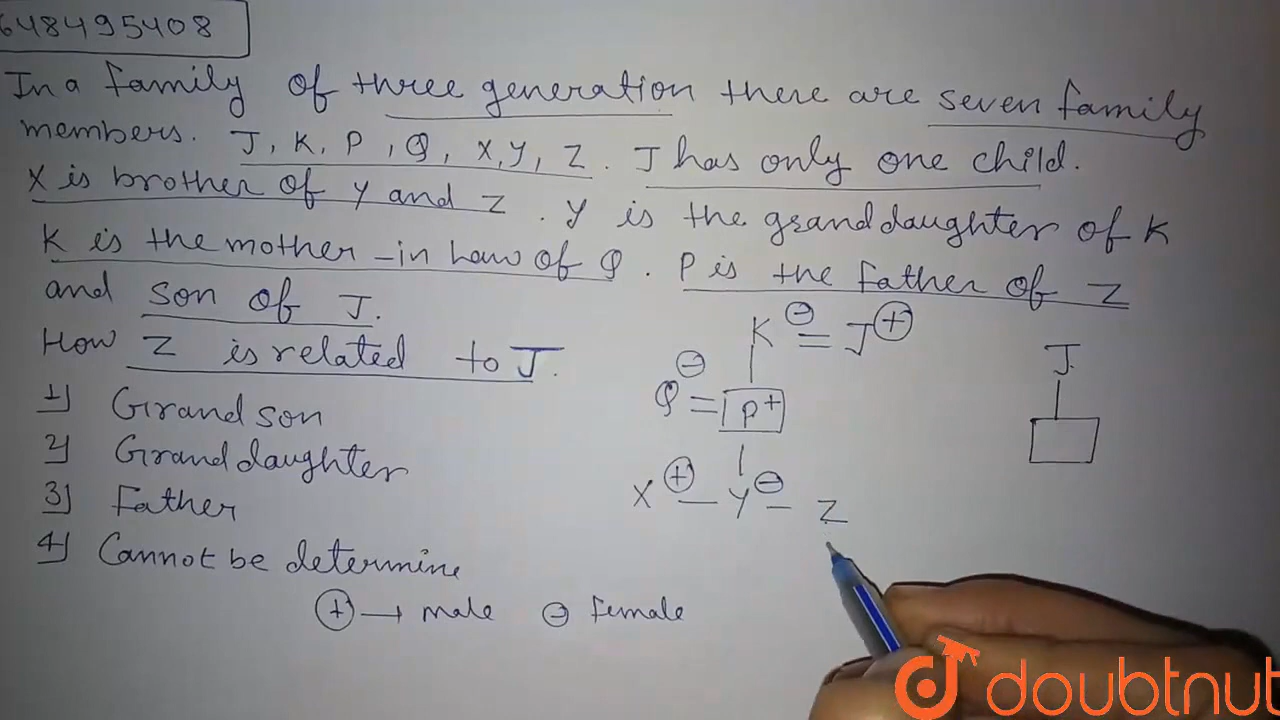 648495408
In a family of three generation there are seven family
members. J, K, P, Q, X, Y, Z. J has only one child.
X is brother of Y and Z. Y is the granddaughter of K
K is the mother-in law of Q. P is the father of Z
and son of J.
How Z is related to J.
1) Grandson
2) Granddaughter
3) Father
4) Cannot be determine
+ → male - female
K - = J +
Q - = P+
X + - Y - - Z
J
doubtnut